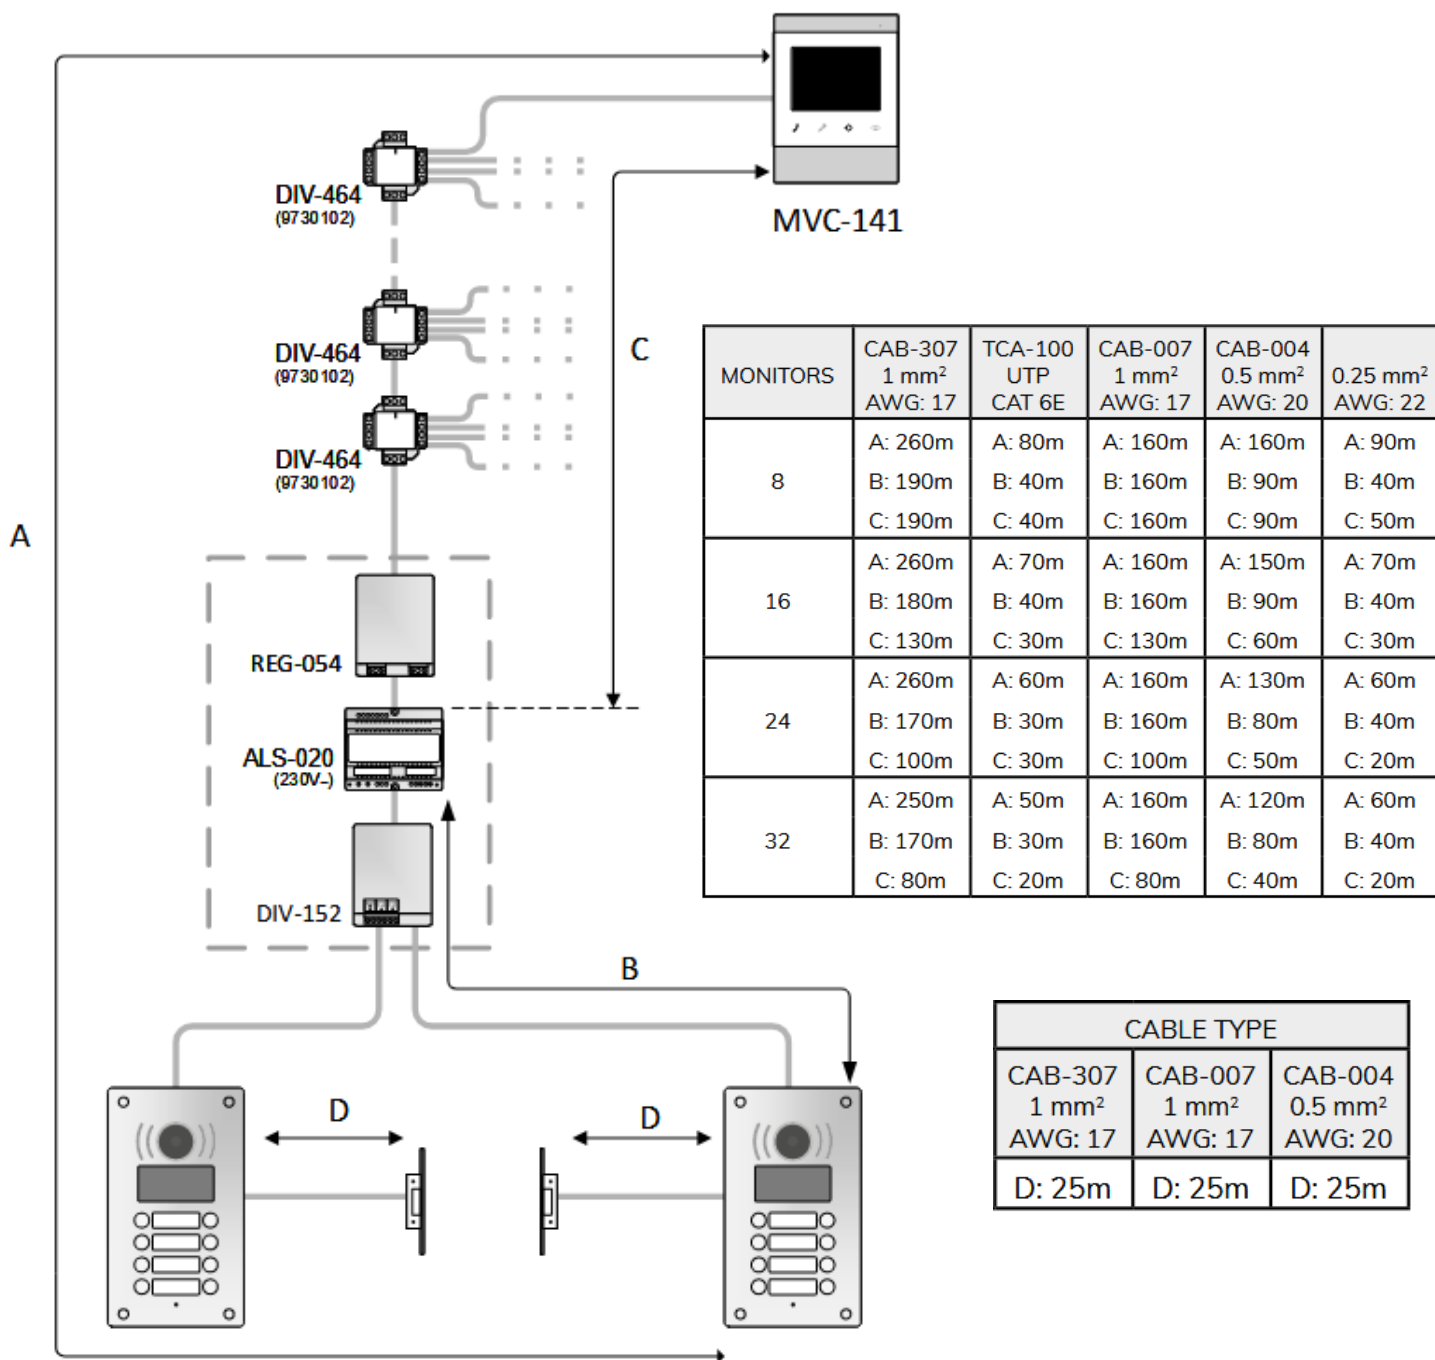 MVC-141
DIV-464
(9730102)
DIV-464
(9730102)
DIV-464
(9730102)
C
A
REG-054
ALS-020
(230V~)
DIV-152
B
D
D
MONITORS CAB-307 1 mm² AWG: 17 TCA-100 UTP CAT 6E CAB-007 1 mm² AWG: 17 CAB-004 0.5 mm² AWG: 20 0.25 mm² AWG: 22
8
A: 260m A: 80m A: 160m A: 160m A: 90m
B: 190m B: 40m B: 160m B: 90m B: 40m
C: 190m C: 40m C: 160m C: 90m C: 50m
16
A: 260m A: 70m A: 160m A: 150m A: 70m
B: 180m B: 40m B: 160m B: 90m B: 40m
C: 130m C: 30m C: 130m C: 60m C: 30m
24
A: 260m A: 60m A: 160m A: 130m A: 60m
B: 170m B: 30m B: 160m B: 80m B: 40m
C: 100m C: 30m C: 100m C: 50m C: 20m
32
A: 250m A: 50m A: 160m A: 120m A: 60m
B: 170m B: 30m B: 160m B: 80m B: 40m
C: 80m C: 20m C: 80m C: 40m C: 20m
CABLE TYPE
CAB-307 CAB-007 CAB-004
1 mm² 1 mm² 0.5 mm²
AWG: 17 AWG: 17 AWG: 20
D: 25m D: 25m D: 25m